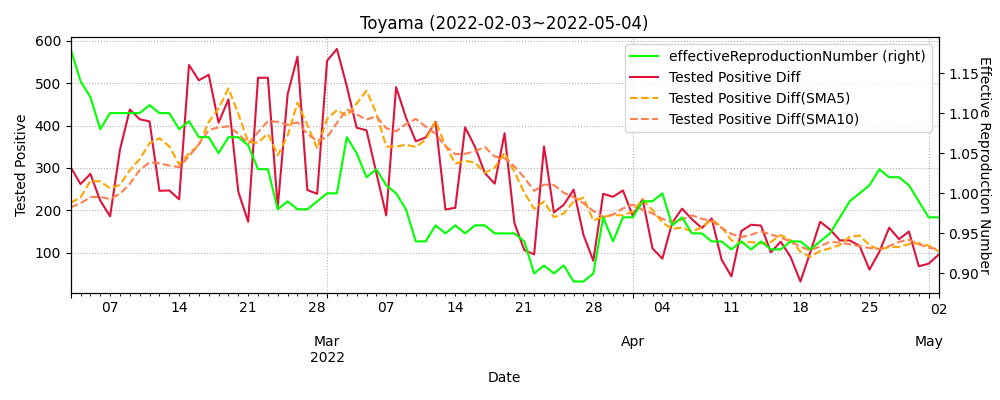 Toyama (2022-02-03~2022-05-04)
effectiveReproductionNumber (right)
Tested Positive Diff
Tested Positive Diff(SMA5)
Tested Positive Diff(SMA10)
Tested Positive
600
500
400
300
200
100
Effective Reproduction Number
1.15
1.10
1.05
1.00
0.95
0.90
07 14 21 28 07 14 21 28 04 11 18 25 02
Mar Apr May
2022
Date